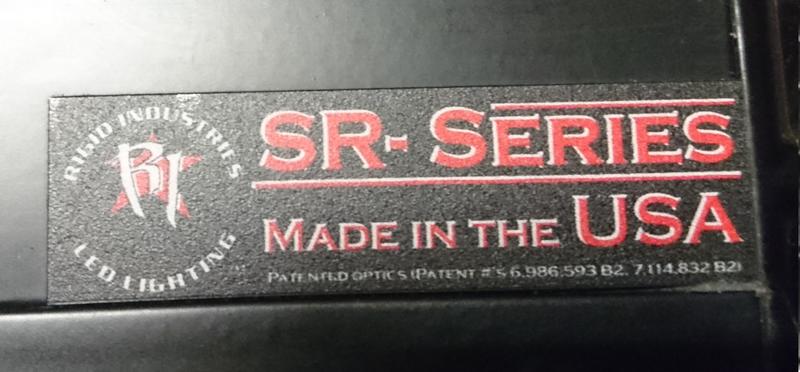 RIGID INDUSTRIES
RI
LED LIGHTING
SR- SERIES
MADE IN THE USA
PATENTED OPTICS (PATENT #'S 6,986,593 B2, 7,114,832 B2)